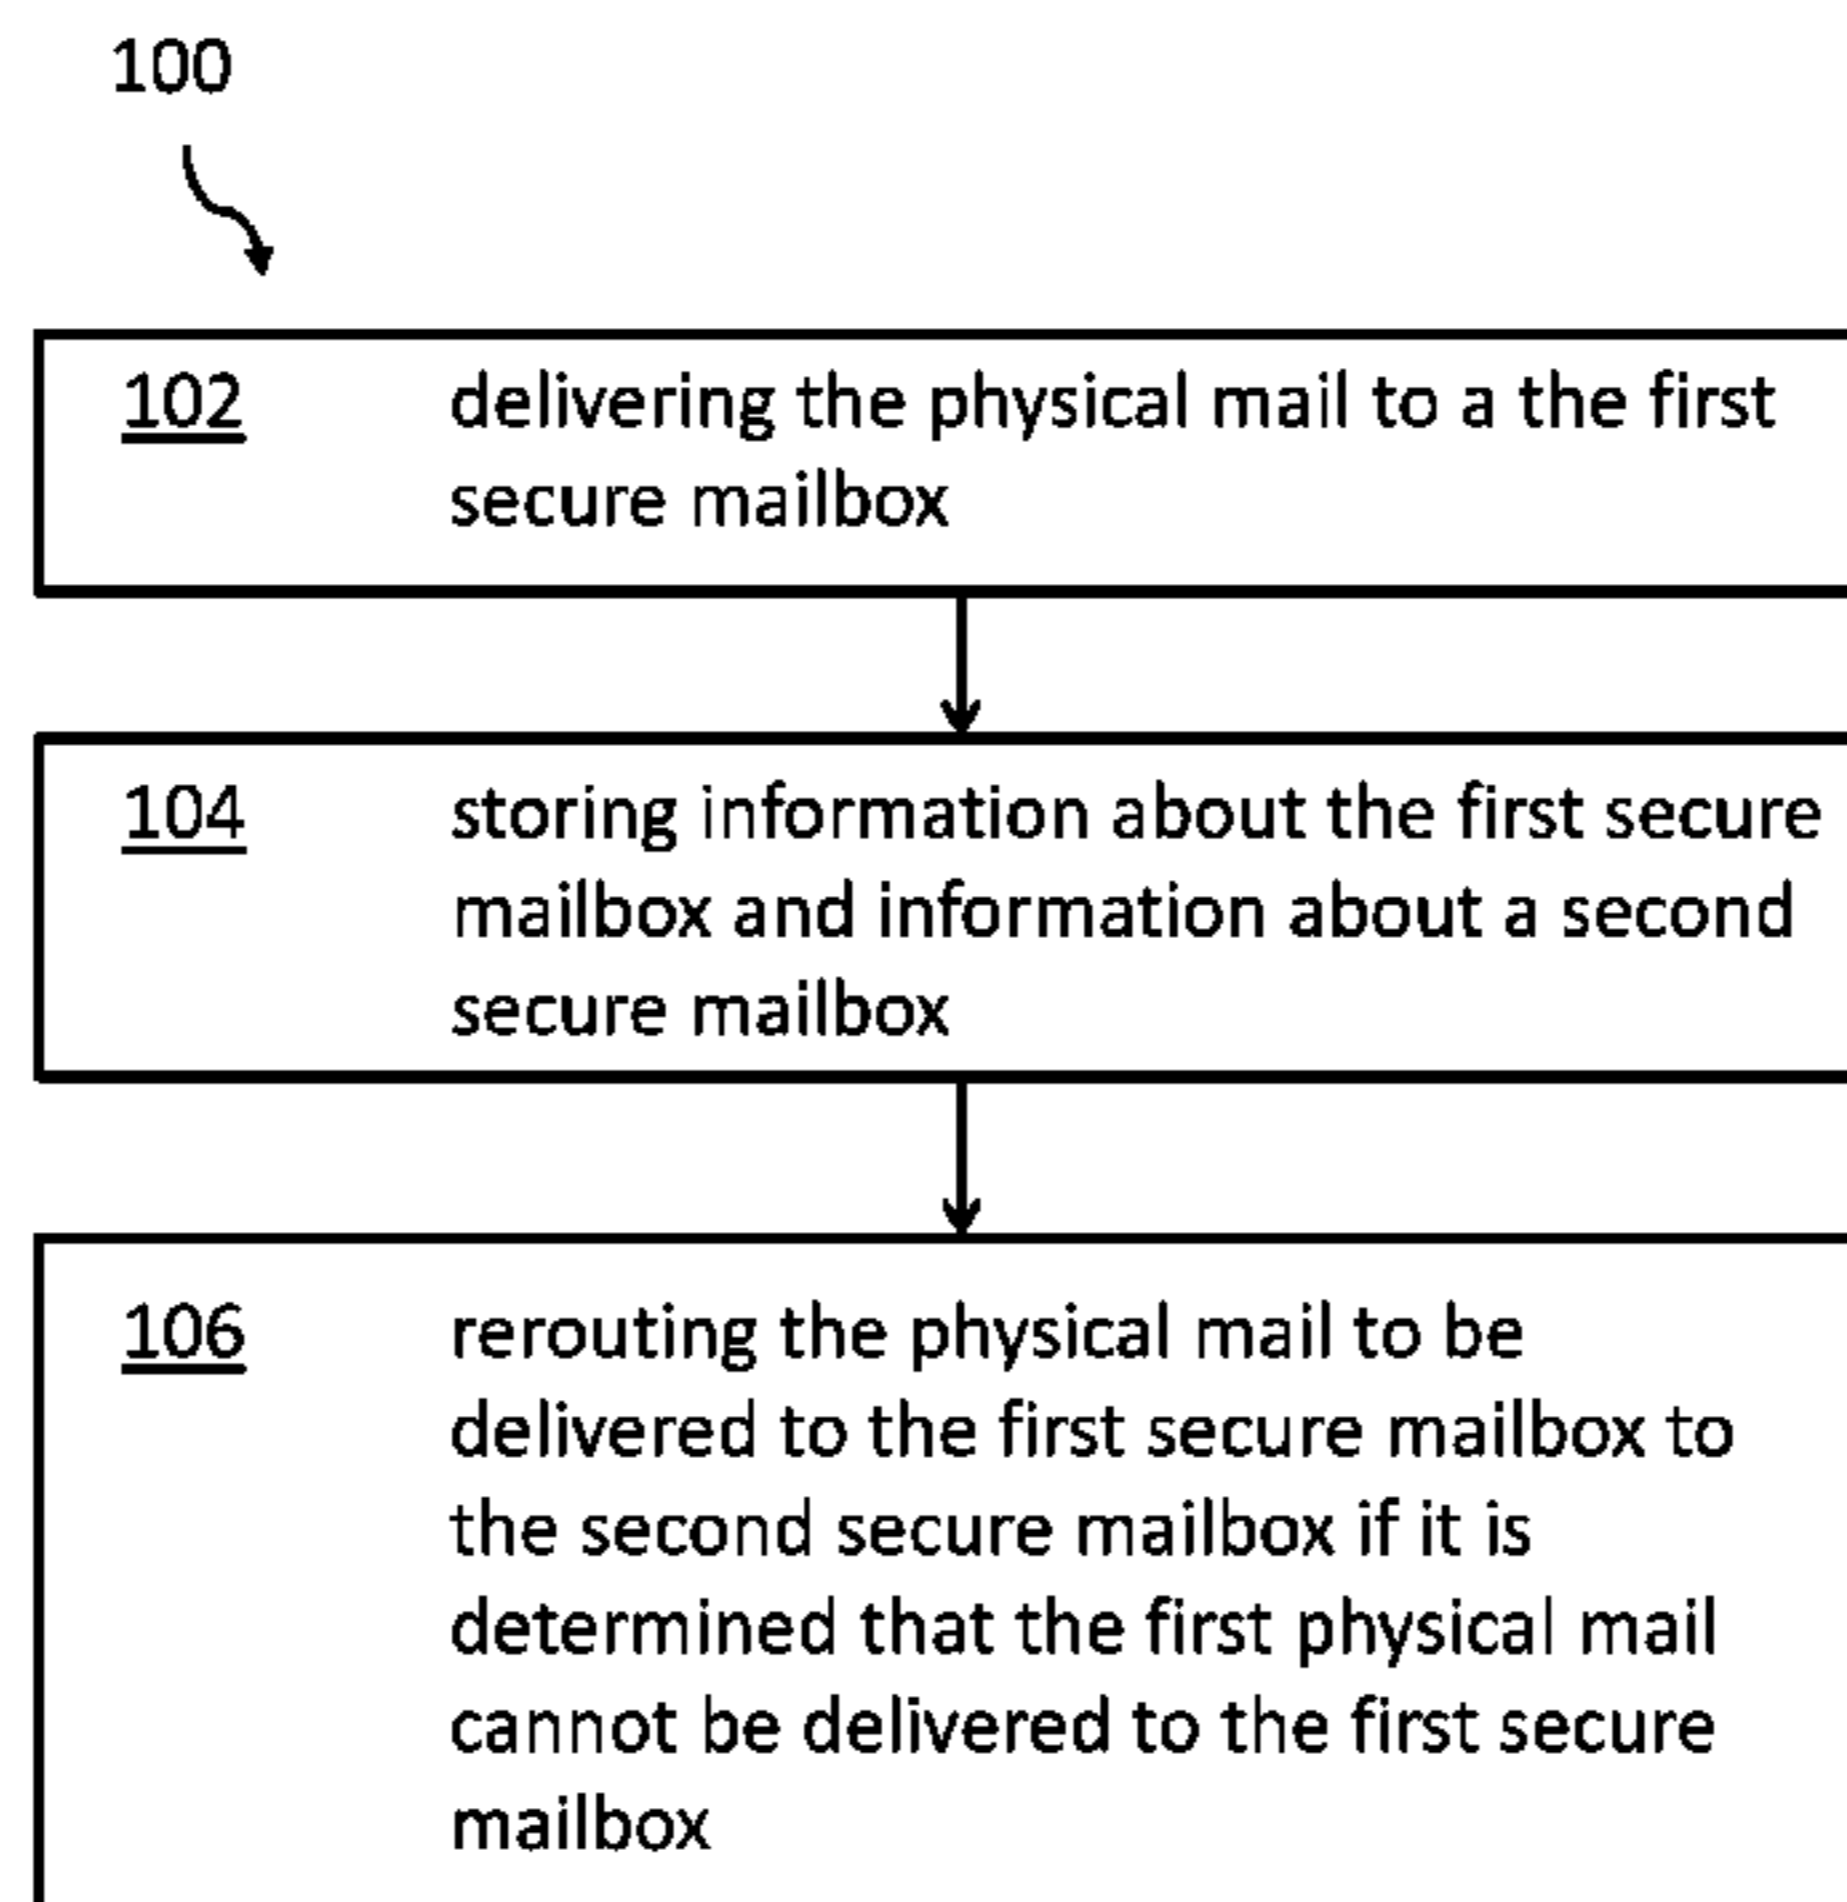 100
102 delivering the physical mail to a the first
secure mailbox
104 storing information about the first secure
mailbox and information about a second
secure mailbox
106 rerouting the physical mail to be
delivered to the first secure mailbox to
the second secure mailbox if it is
determined that the first physical mail
cannot be delivered to the first secure
mailbox